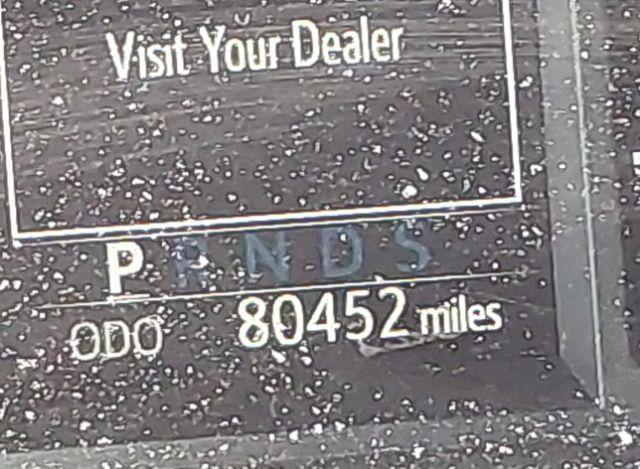 Visit Your Dealer
P R N D S
ODO 80452 miles